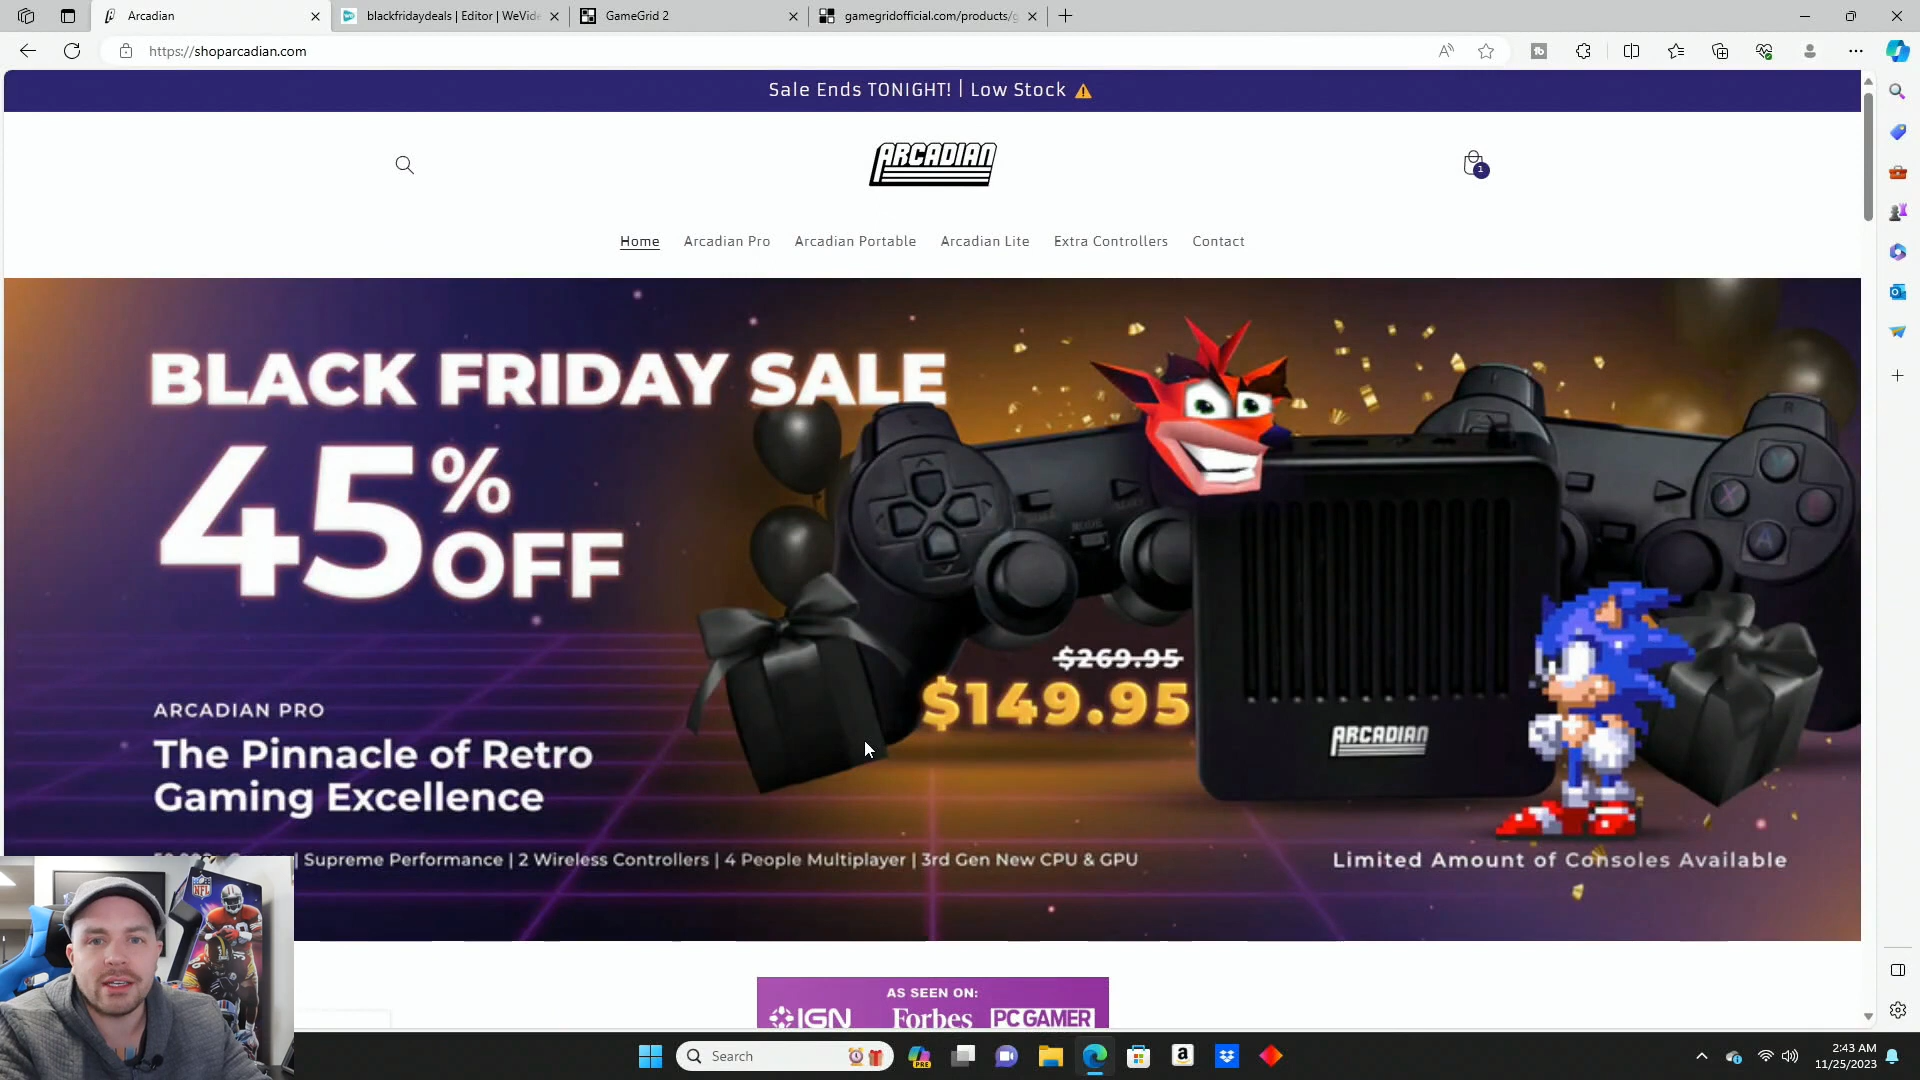 Arcadian
blackfridaydeals | Editor | WeVide
GameGrid 2
gamegridofficial.com/products/g
https://shoparcadian.com
Sale Ends TONIGHT! | Low Stock ⚠
ARCADIAN
1
Home
Arcadian Pro
Arcadian Portable
Arcadian Lite
Extra Controllers
Contact
BLACK FRIDAY SALE
45% OFF
$269.95
$149.95
ARCADIAN
ARCADIAN PRO
The Pinnacle of Retro
Gaming Excellence
| Supreme Performance | 2 Wireless Controllers | 4 People Multiplayer | 3rd Gen New CPU & GPU
Limited Amount of Consoles Available
NFL
AS SEEN ON:
IGN Forbes PC GAMER
Search
PRE
2:43 AM
11/25/2023